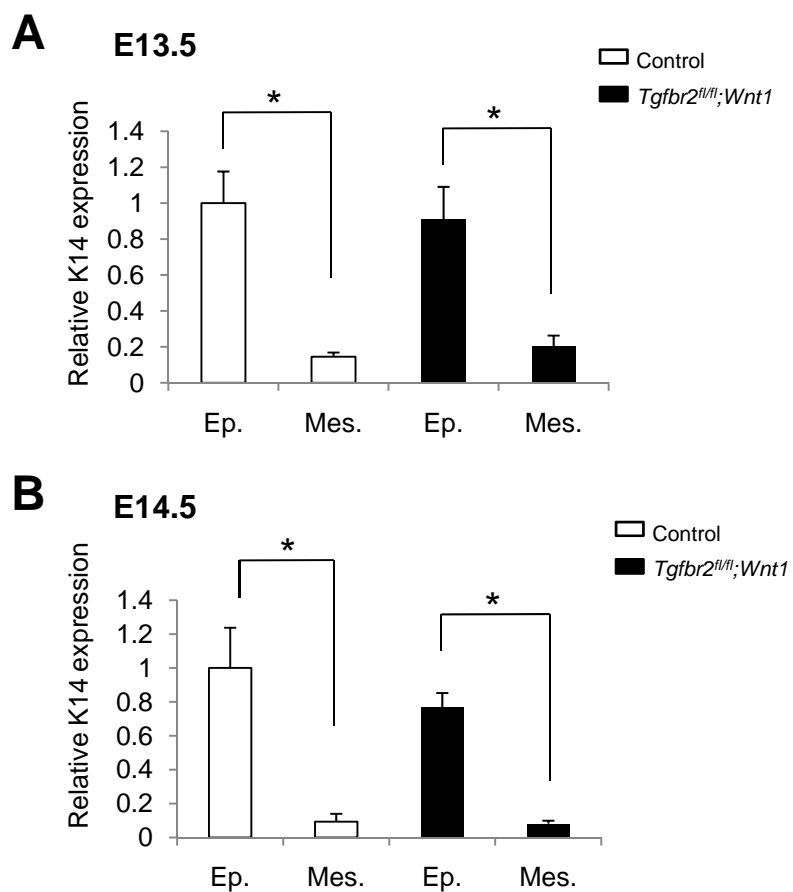 A
E13.5
Control
Tgfbr2fl/fl;Wnt1
*
*
Relative K14 expression
1.4
1.2
1
0.8
0.6
0.4
0.2
0
Ep.
Mes.
Ep.
Mes.
B
E14.5
Control
Tgfbr2fl/fl;Wnt1
*
*
Relative K14 expression
1.4
1.2
1
0.8
0.6
0.4
0.2
0
Ep.
Mes.
Ep.
Mes.